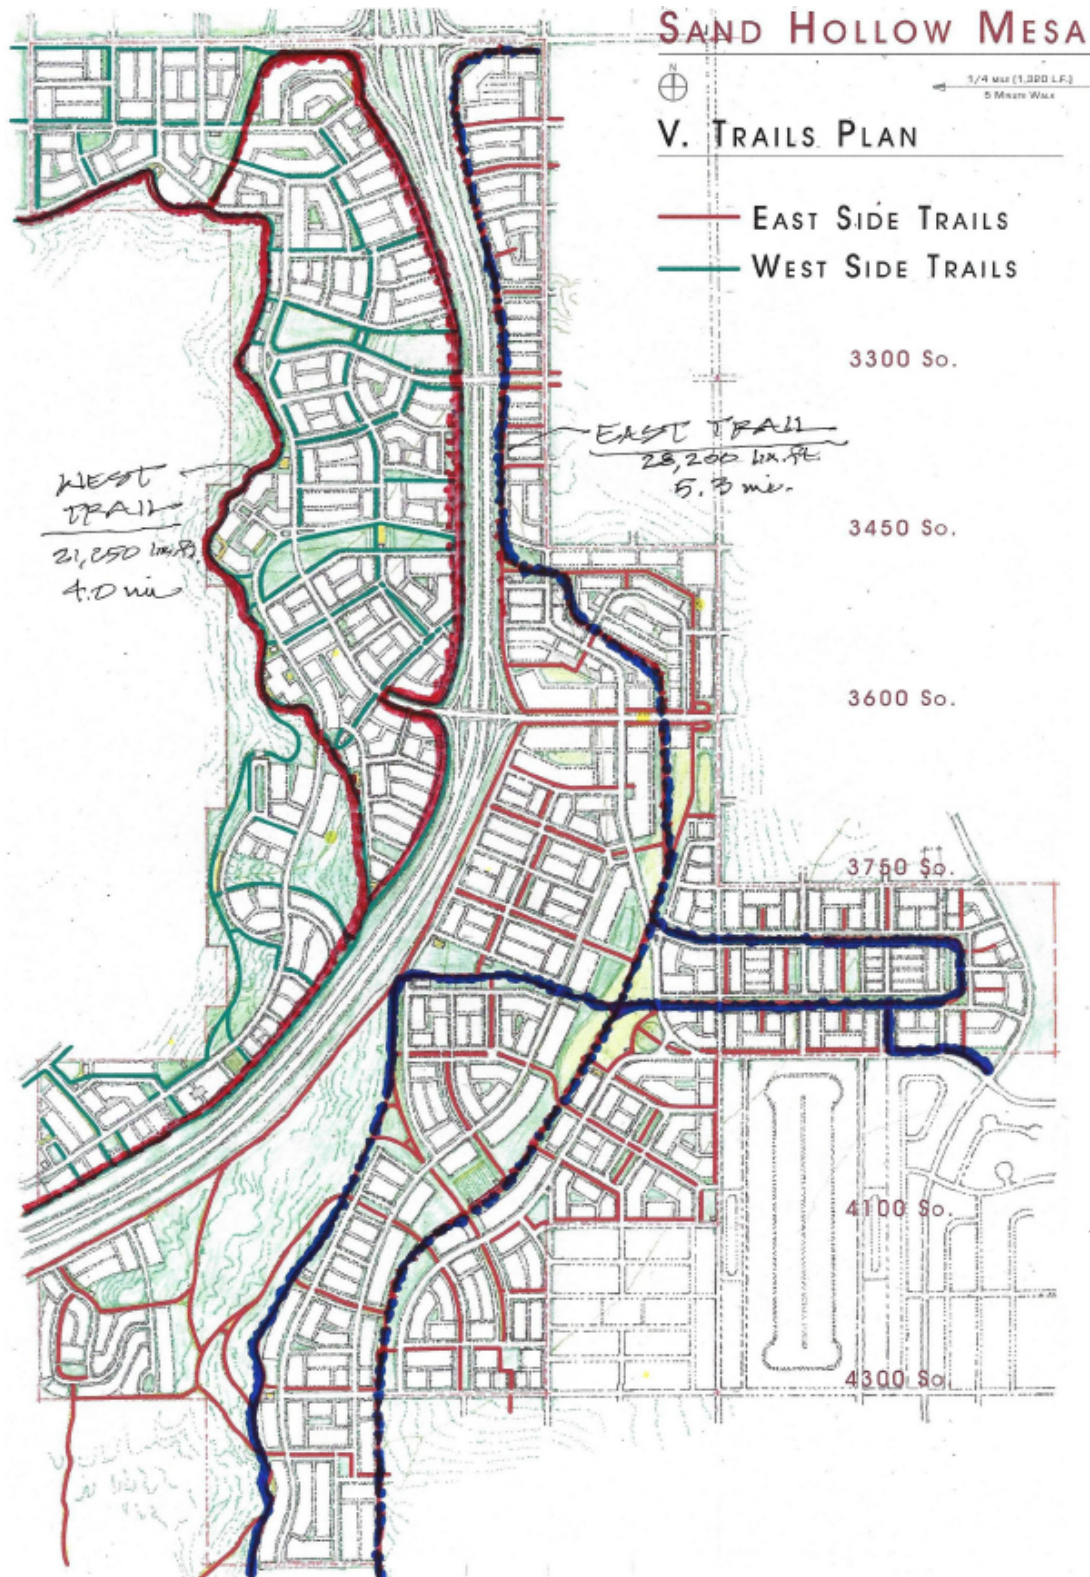 SAND HOLLOW MESA
N
1/4 MILE (1,320 L.F.)
5 MINUTE WALK
V. TRAILS PLAN
EAST SIDE TRAILS
WEST SIDE TRAILS
3300 So.
EAST TRAIL
28,200 lin.ft.
5.3 mi.
WEST
TRAIL
21,250 lin.ft.
4.0 mi
3450 So.
3600 So.
3750 So.
4100 So.
4300 So